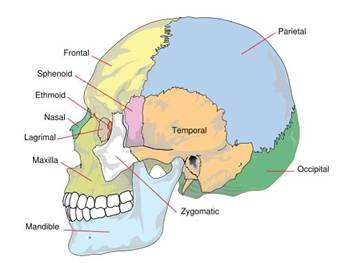 Parietal
Frontal
Sphenoid
Ethmoid
Nasal
Lagrimal
Temporal
Maxilla
Occipital
Zygomatic
Mandible